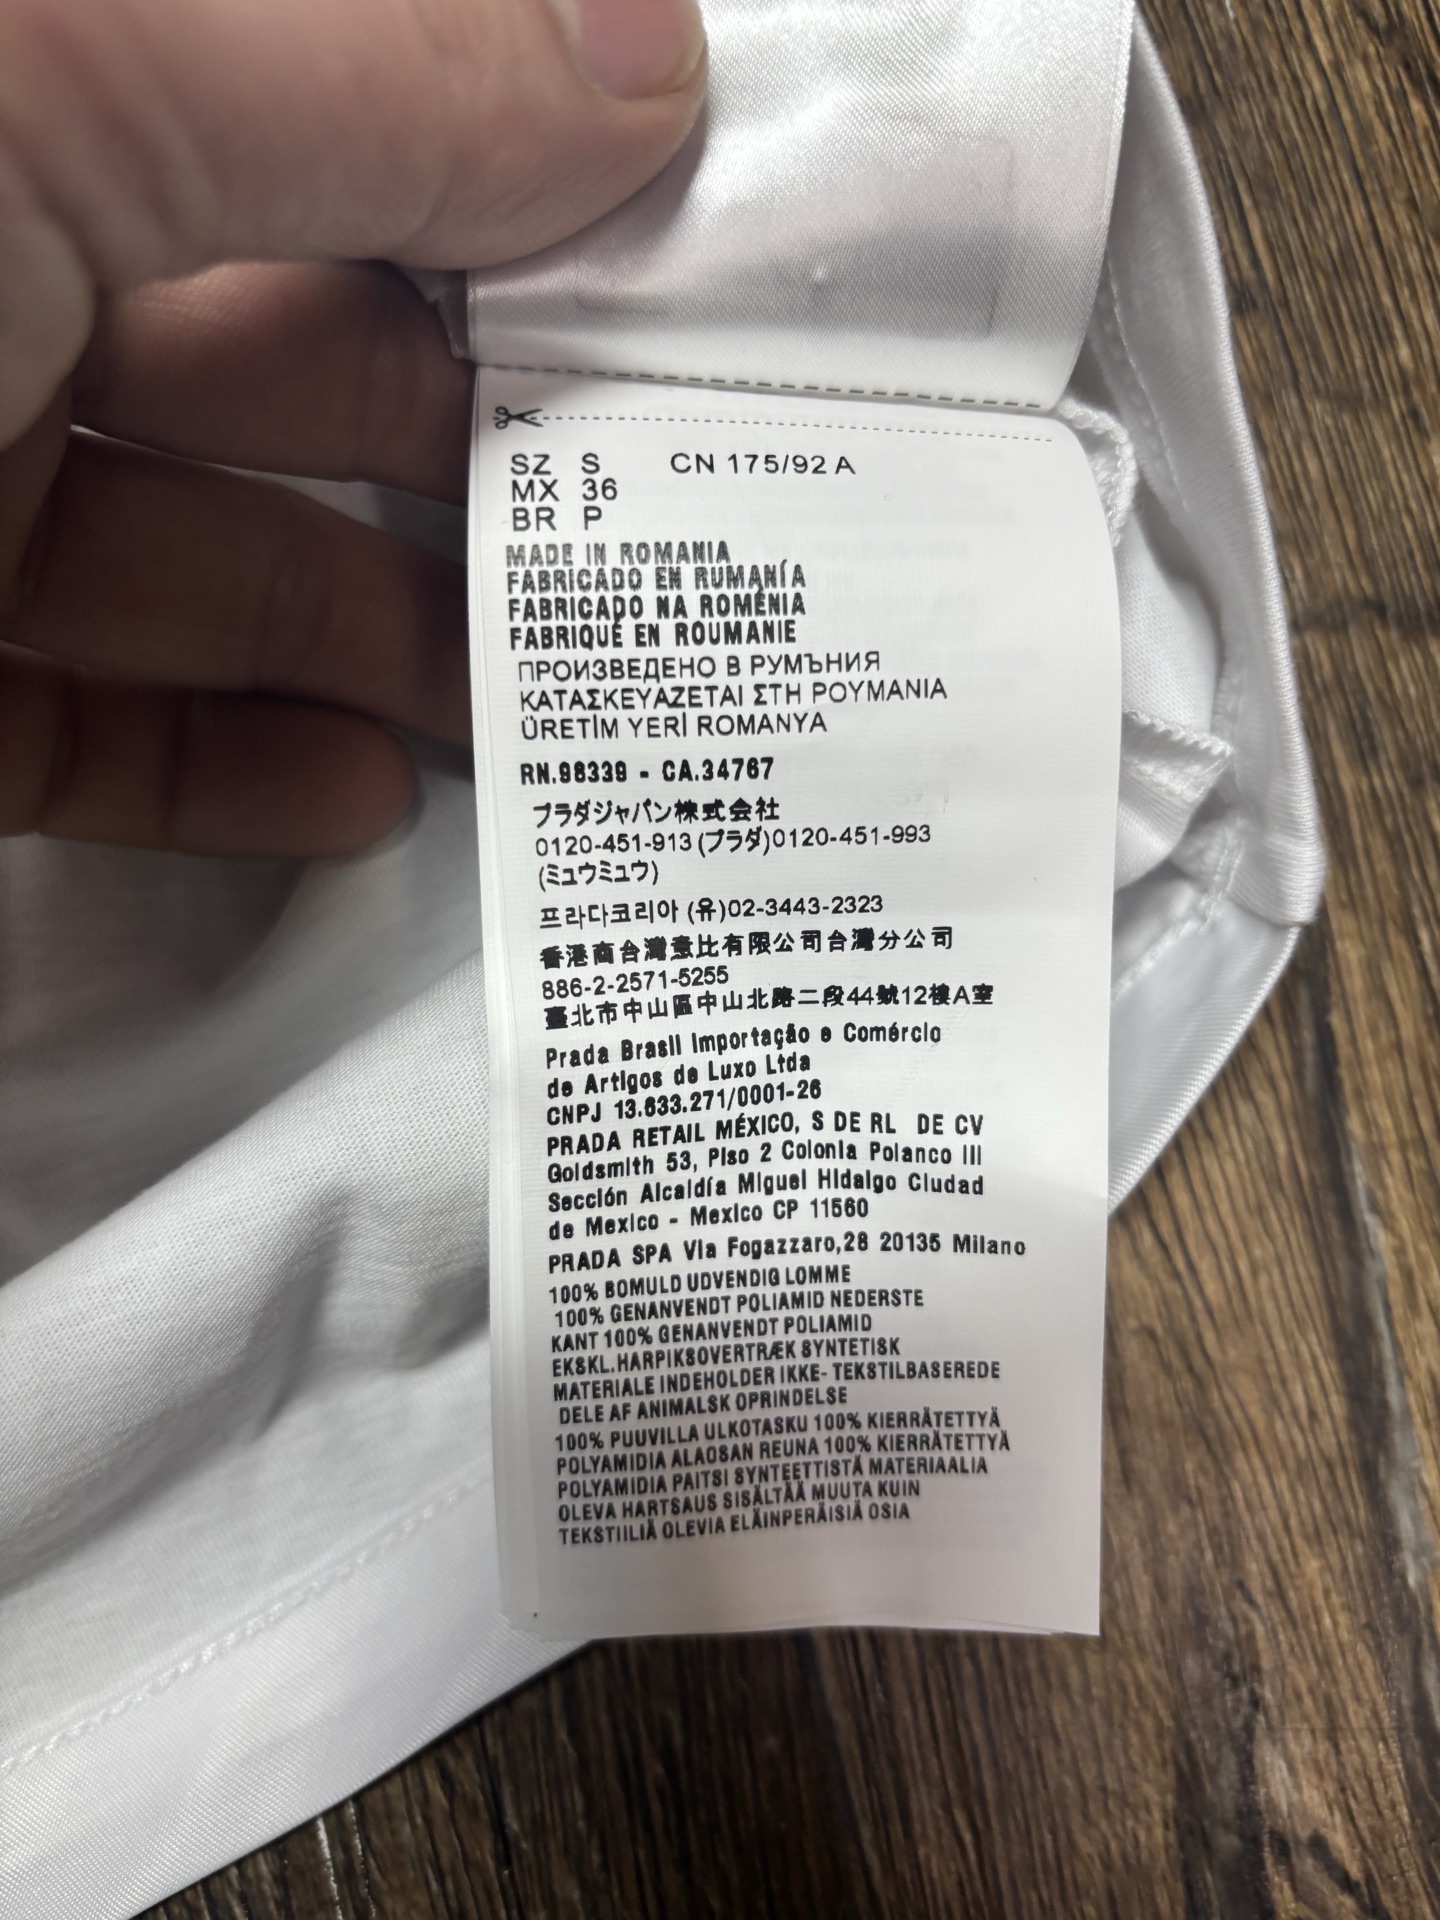 SZ S CN 175/92 A
MX 36
BR P
MADE IN ROMANIA
FABRICADO EN RUMANÍA
FABRICADO NA ROMÉNIA
FABRIQUÉ EN ROUMANIE
ПРОИЗВЕДЕНО В РУМЪНИЯ
ΚΑΤΑΣΚΕΥΑΖΕΤΑΙ ΣΤΗ ΡΟΥΜΑΝΙΑ
ÜRETİM YERİ ROMANYA
RN.98339 - CA.34767
プラダジャパン株式会社
0120-451-913 (プラダ)0120-451-993
(ミュウミュウ)
프라다코리아 (유)02-3443-2323
香港商台灣意比有限公司台灣分公司
886-2-2571-5255
臺北市中山區中山北路二段44號12樓A室
Prada Brasil Importação e Comércio
de Artigos de Luxo Ltda
CNPJ 13.633.271/0001-26
PRADA RETAIL MÉXICO, S DE RL DE CV
Goldsmith 53, Piso 2 Colonia Polanco III
Sección Alcaldía Miguel Hidalgo Ciudad
de Mexico - Mexico CP 11560
PRADA SPA Via Fogazzaro,28 20135 Milano
100% BOMULD UDVENDIG LOMME
100% GENANVENDT POLIAMID NEDERSTE
KANT 100% GENANVENDT POLIAMID
EKSKL.HARPIKSOVERTRÆK SYNTETISK
MATERIALE INDEHOLDER IKKE- TEKSTILBASEREDE
DELE AF ANIMALSK OPRINDELSE
100% PUUVILLA ULKOTASKU 100% KIERRÄTETTYÄ
POLYAMIDIA ALAOSAN REUNA 100% KIERRÄTETTYÄ
POLYAMIDIA PAITSI SYNTEETTISTÄ MATERIAALIA
OLEVA HARTSAUS SISÄLTÄÄ MUUTA KUIN
TEKSTIILIÄ OLEVIA ELÄINPERÄISIÄ OSIA